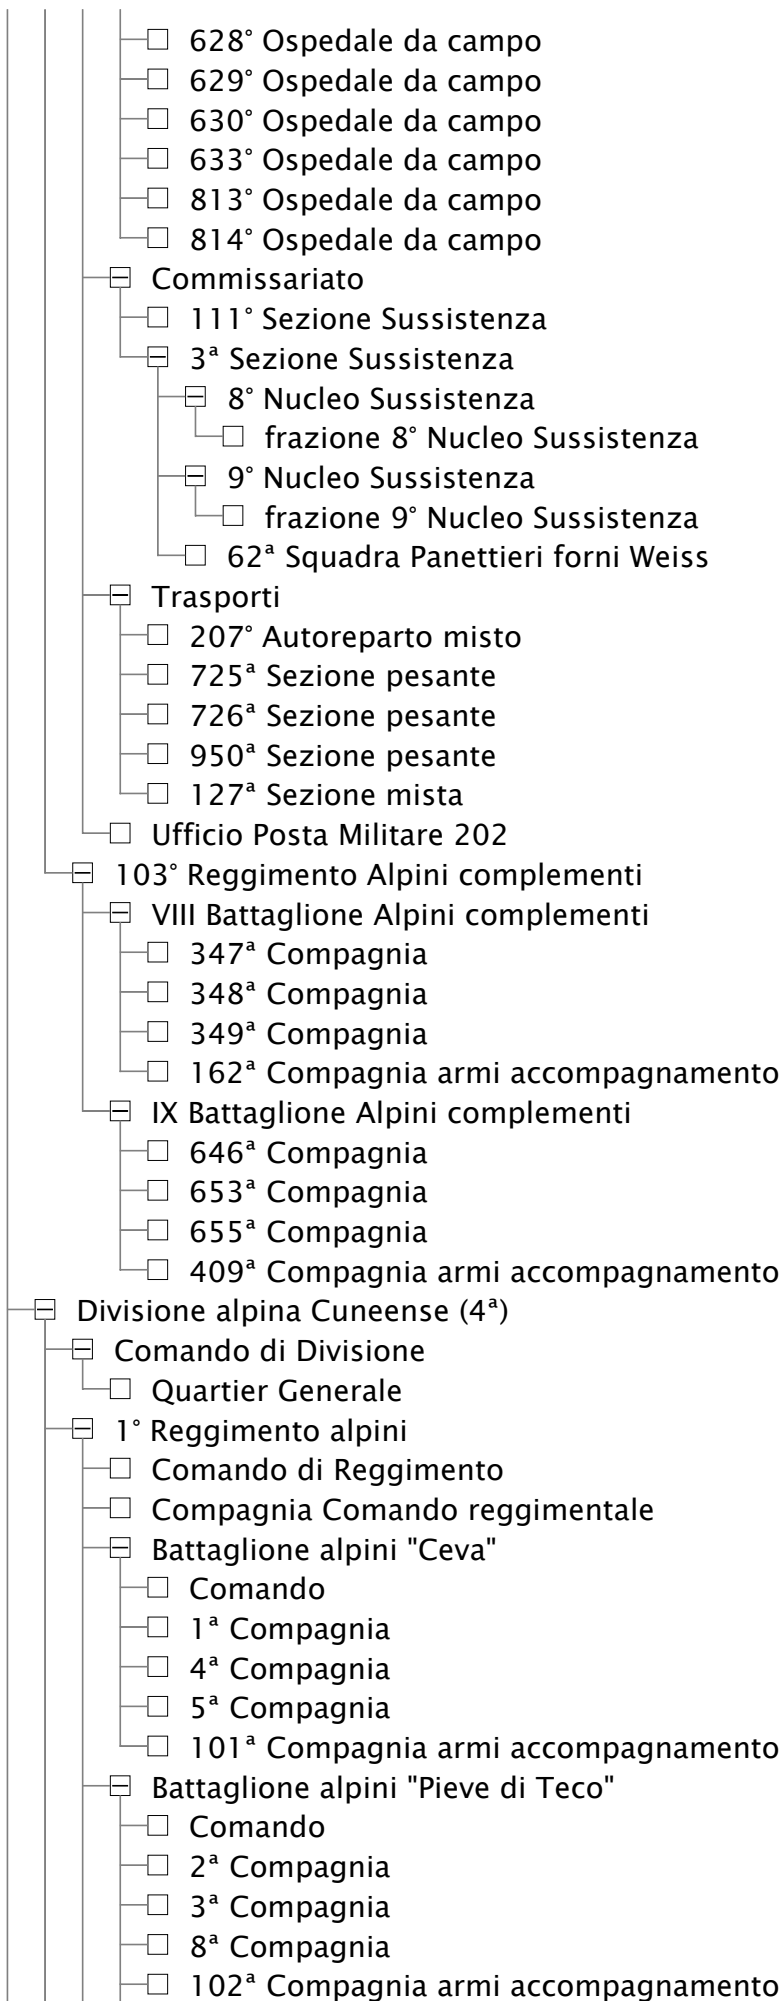 628° Ospedale da campo
629° Ospedale da campo
630° Ospedale da campo
633° Ospedale da campo
813° Ospedale da campo
814° Ospedale da campo
Commissariato
111° Sezione Sussistenza
3ª Sezione Sussistenza
8° Nucleo Sussistenza
frazione 8° Nucleo Sussistenza
9° Nucleo Sussistenza
frazione 9° Nucleo Sussistenza
62ª Squadra Panettieri forni Weiss
Trasporti
207° Autoreparto misto
725ª Sezione pesante
726ª Sezione pesante
950ª Sezione pesante
127ª Sezione mista
Ufficio Posta Militare 202
103° Reggimento Alpini complementi
VIII Battaglione Alpini complementi
347ª Compagnia
348ª Compagnia
349ª Compagnia
162ª Compagnia armi accompagnamento
IX Battaglione Alpini complementi
646ª Compagnia
653ª Compagnia
655ª Compagnia
409ª Compagnia armi accompagnamento
Divisione alpina Cuneense (4ª)
Comando di Divisione
Quartier Generale
1° Reggimento alpini
Comando di Reggimento
Compagnia Comando reggimentale
Battaglione alpini "Ceva"
Comando
1ª Compagnia
4ª Compagnia
5ª Compagnia
101ª Compagnia armi accompagnamento
Battaglione alpini "Pieve di Teco"
Comando
2ª Compagnia
3ª Compagnia
8ª Compagnia
102ª Compagnia armi accompagnamento